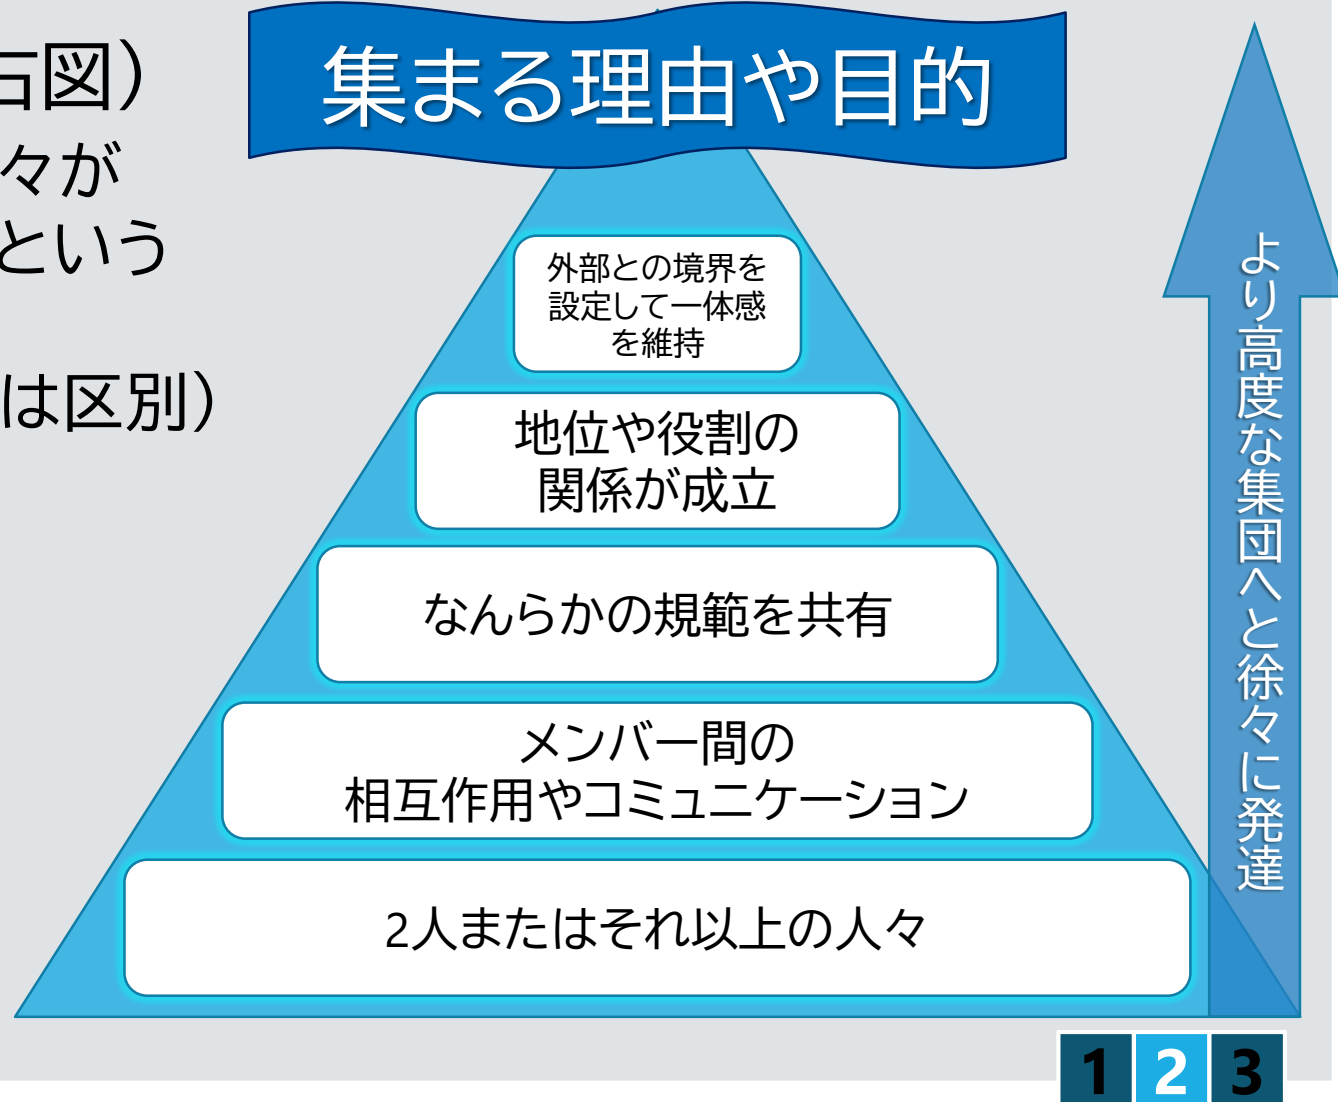 右図）
々が
という
は区別）
集まる理由や目的
外部との境界を
設定して一体感
を維持
地位や役割の
関係が成立
なんらかの規範を共有
メンバー間の
相互作用やコミュニケーション
2人またはそれ以上の人々
より高度な集団へと徐々に発達
1 2 3